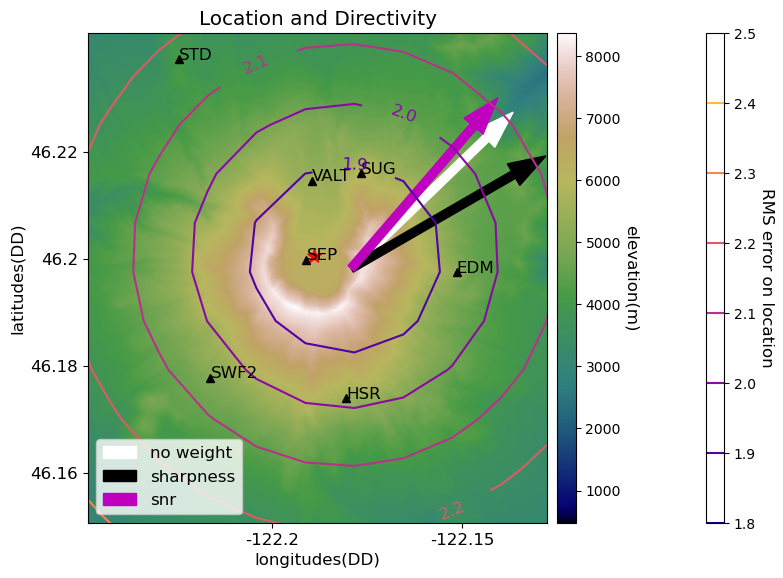 Location and Directivity
STD
2.1
2.0
1.9
VALT
SUG
SEP
EDM
SWF2
HSR
2.2
46.22
46.2
46.18
46.16
latitudes(DD)
no weight
sharpness
snr
-122.2
-122.15
longitudes(DD)
8000
7000
6000
5000
4000
3000
2000
1000
elevation(m)
2.5
2.4
2.3
2.2
2.1
2.0
1.9
1.8
RMS error on location